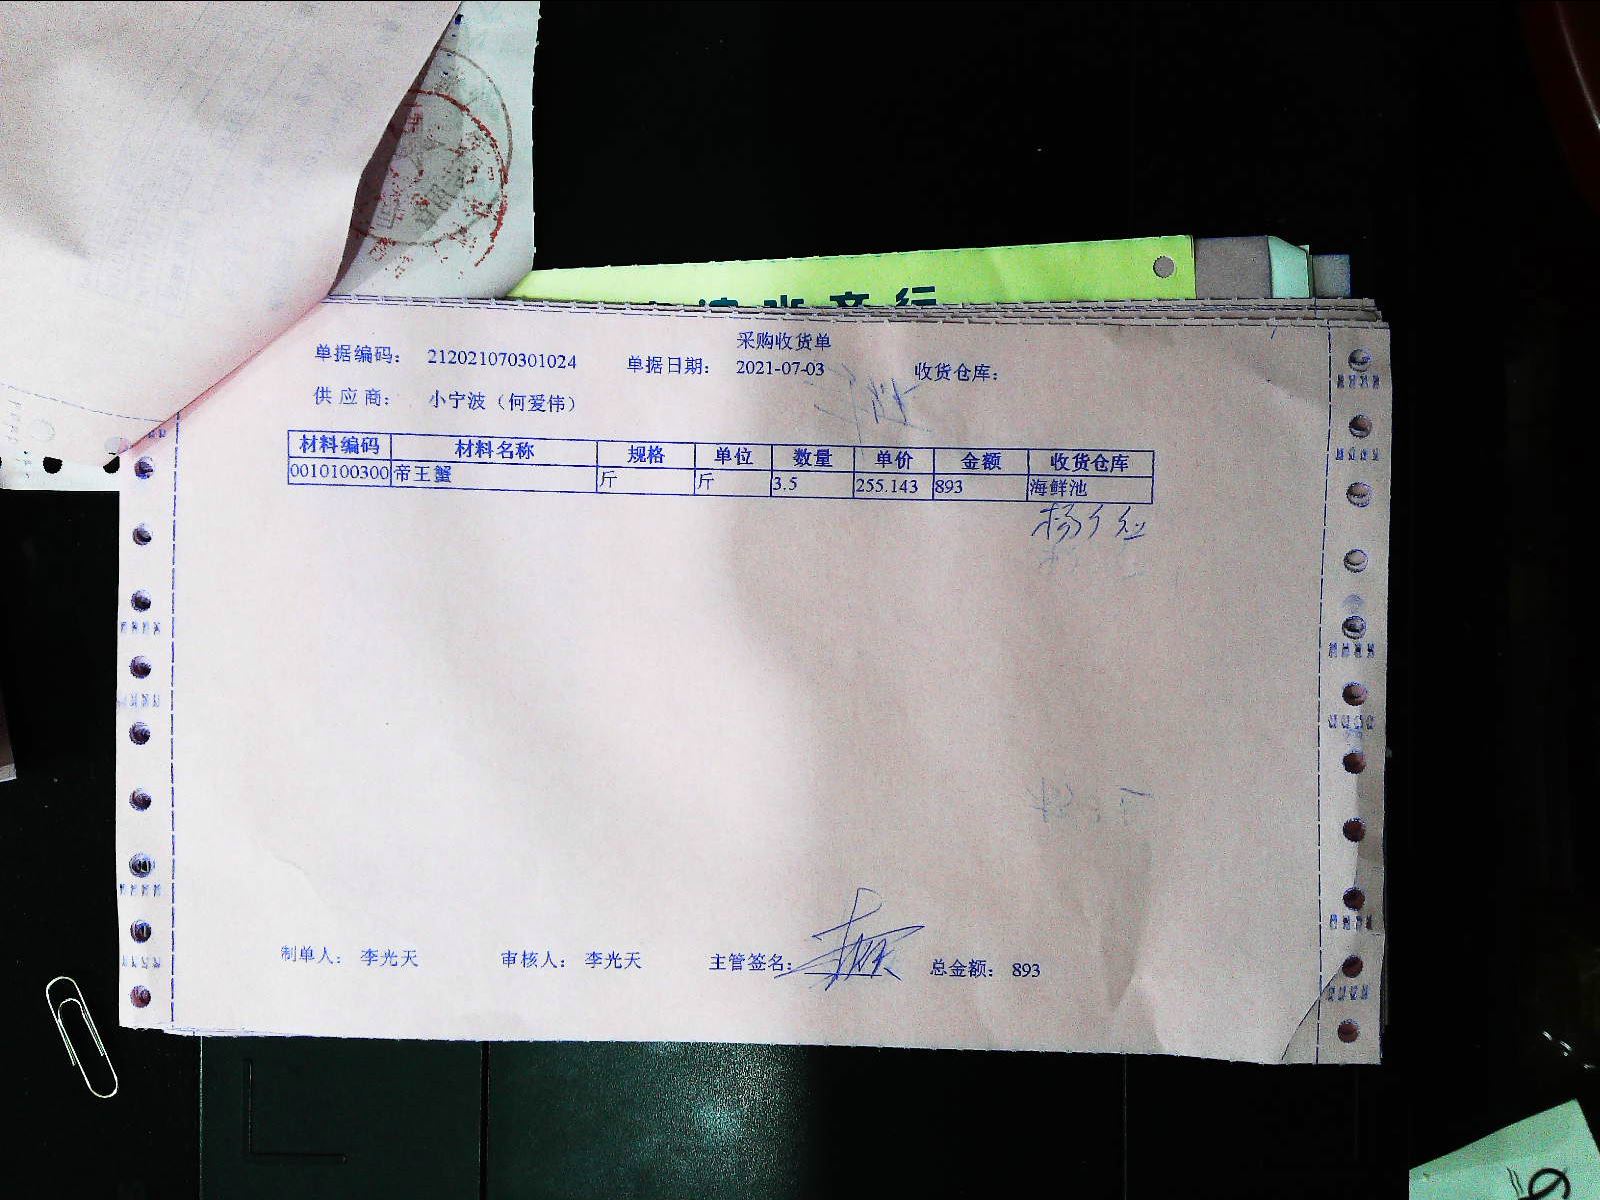 水产行
采购收货单
单据编码： 212021070301024 单据日期： 2021-07-03 收货仓库：
供应商： 小宁波（何爱伟）
材料编码 材料名称 规格 单位 数量 单价 金额 收货仓库
0010100300 帝王蟹 斤 斤 3.5 255.143 893 海鲜池
制单人： 李光天 审核人： 李光天 主管签名： 总金额： 893